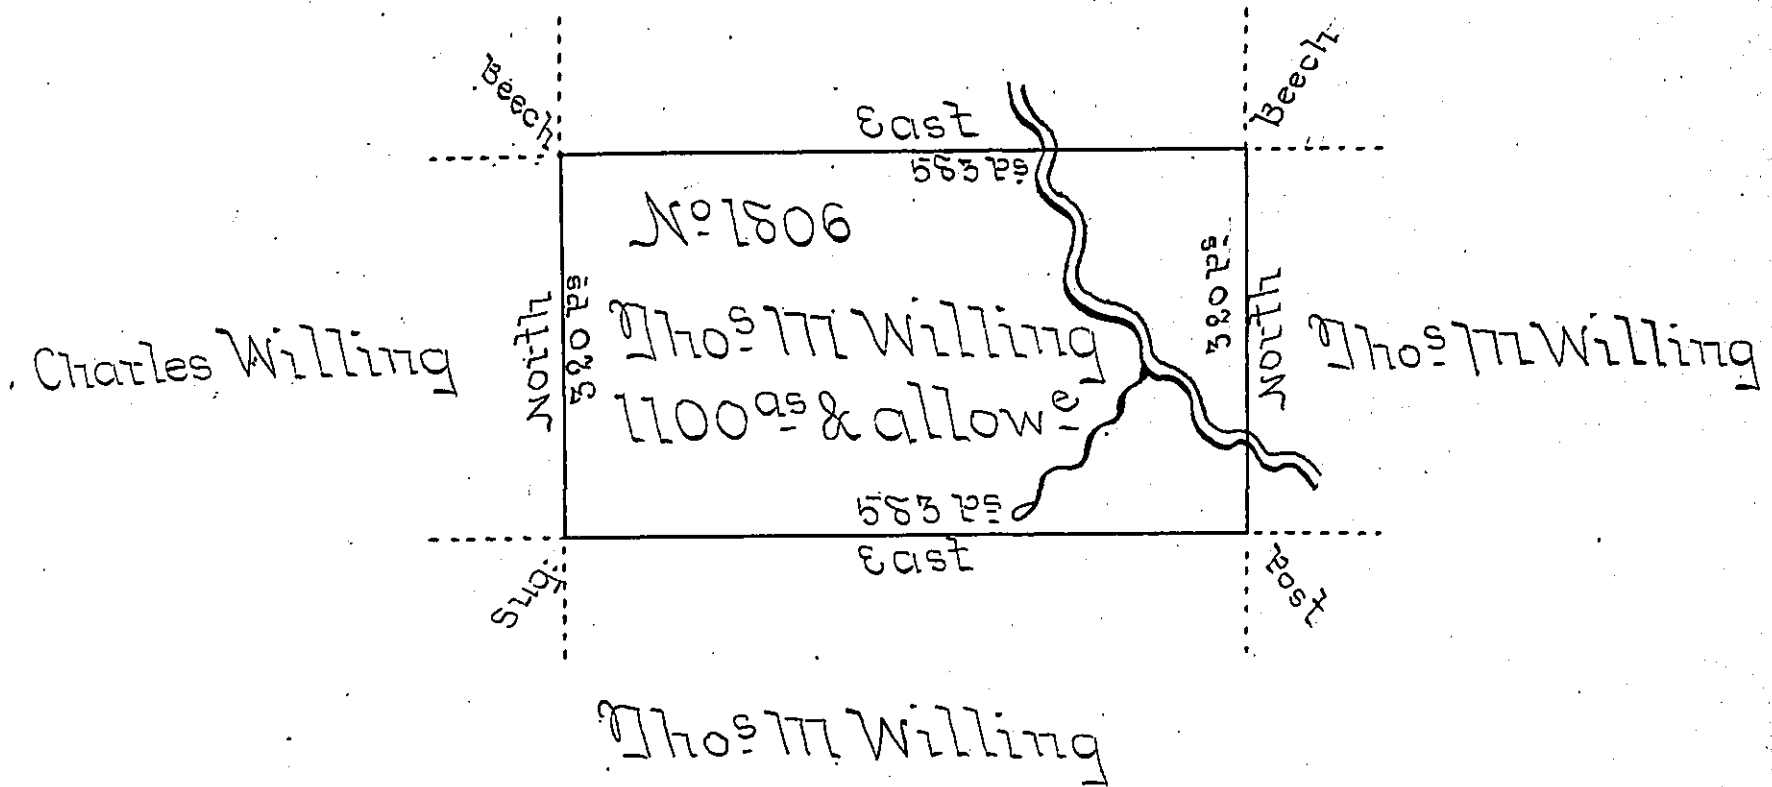 Beech
Beech
East
583 ps
No 1806
North
320 ps
320 ps
North
Charles Willing
Thos M Willing
Thos M Willing
1100 as & allowe
583 ps
East
Sug.
Post
Thos M Willing